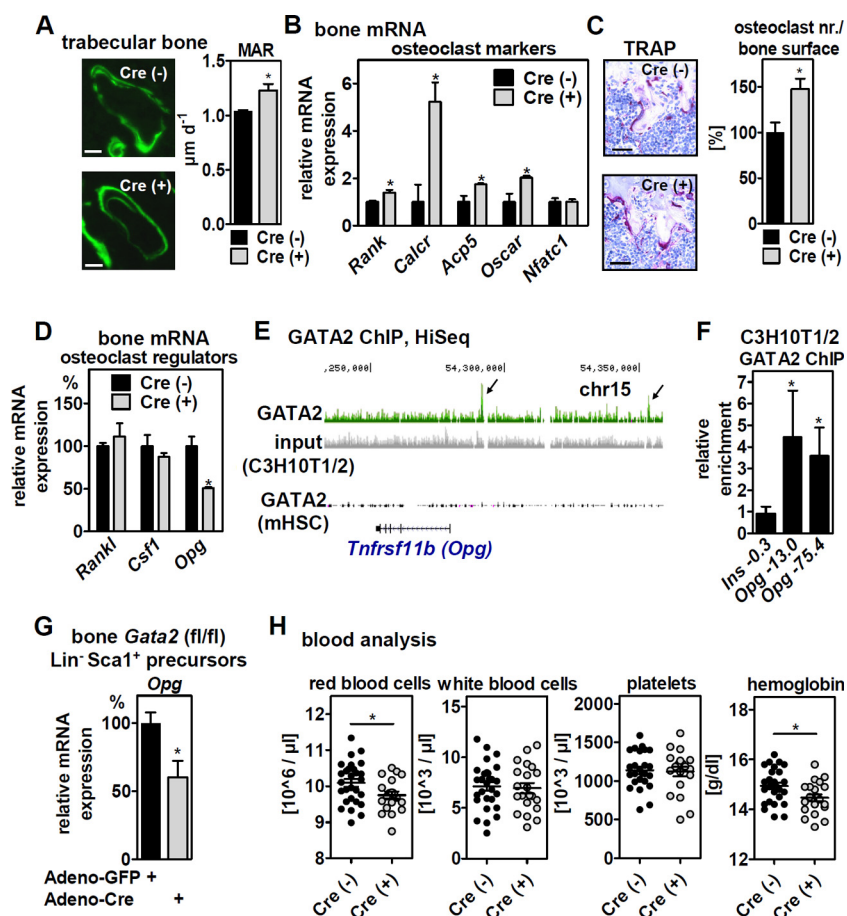 A
trabecular bone
Cre (-)
Cre (+)
MAR
µm d⁻¹
1.5
1.0
0.5
0.0
*
Cre (-)
Cre (+)
B
bone mRNA
osteoclast markers
relative mRNA
expression
6
4
2
0
Cre (-)
Cre (+)
* * * *
Rank
Calcr
Acp5
Oscar
Nfatc1
C
TRAP
Cre (-)
Cre (+)
osteoclast nr./
bone surface
[%]
150
100
50
0
*
Cre (-)
Cre (+)
D
bone mRNA
osteoclast regulators
relative mRNA
expression
%
150
100
50
0
Cre (-)
Cre (+)
*
Rankl
Csf1
Opg
E
GATA2 ChIP, HiSeq
,250,000
54,300,000
54,350,000
chr15
GATA2
input
(C3H10T1/2)
GATA2
(mHSC)
Tnfrsf11b (Opg)
F
C3H10T1/2
GATA2 ChIP
relative
enrichment
7
6
5
4
3
2
1
0
* *
Ins -0.3
Opg -13.0
Opg -75.4
G
bone Gata2 (fl/fl)
Lin⁻ Sca1⁺ precursors
Opg
relative mRNA
expression
%
100
50
0
*
Adeno-GFP +
Adeno-Cre +
H
blood analysis
red blood cells
[10^6 / µl]
12
11
10
9
8
*
Cre (-)
Cre (+)
white blood cells
[10^3 / µl]
15
10
5
0
Cre (-)
Cre (+)
platelets
[10^3 / µl]
2000
1500
1000
500
0
Cre (-)
Cre (+)
hemoglobin
[g/dl]
18
16
14
12
*
Cre (-)
Cre (+)